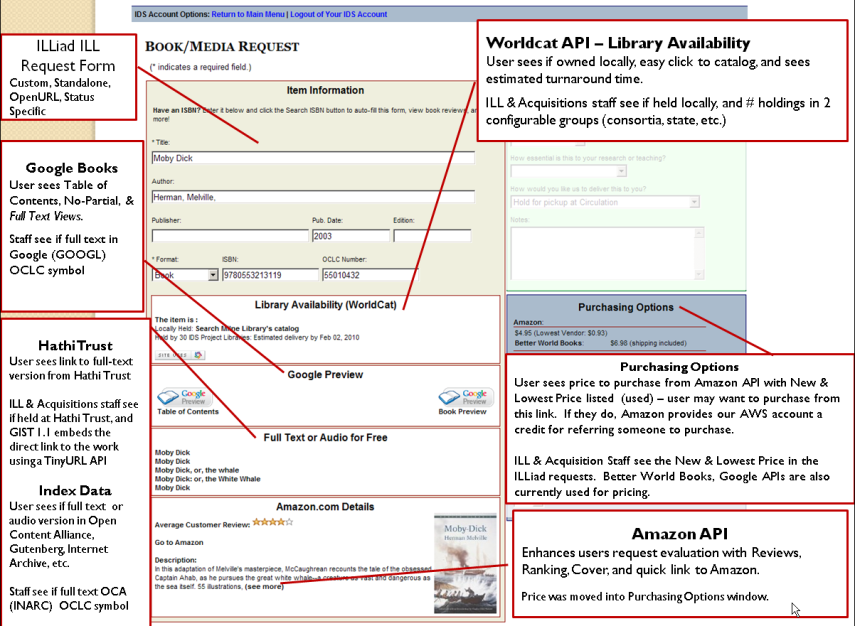 IDS Account Options: Return to Main Menu | Logout of Your IDS Account
ILLiad ILL
Request Form
Custom, Standalone,
OpenURL, Status
Specific
BOOK/MEDIA REQUEST
(* indicates a required field.)
Worldcat API – Library Availability
User sees if owned locally, easy click to catalog, and sees
estimated turnaround time.
ILL & Acquisitions staff see if held locally, and # holdings in 2
configurable groups (consortia, state, etc.)
Item Information
Have an ISBN? Enter it below and click the Search ISBN button to auto-fill this form, view book reviews, and
more!
* Title:
Moby Dick
Author:
Herman, Melville,
Publisher:
Pub. Date:
Edition:
2003
* Format:
ISBN:
OCLC Number:
Book
9780553213119
55010432
How essential is this to your research or teaching?
How would you like us to deliver this to you?
Hold for pickup at Circulation
Notes:
Google Books
User sees Table of
Contents, No-Partial, &
Full Text Views.
Staff see if full text in
Google (GOOGL)
OCLC symbol
Library Availability (WorldCat)
The item is :
Locally Held: Search Milne Library's catalog
Held by 30 IDS Project Libraries: Estimated delivery by Feb 02, 2010
Purchasing Options
Amazon:
$4.95 (Lowest Vendor: $0.93)
Better World Books: $6.98 (shipping included)
Google Preview
Google
Preview
Table of Contents
Google
Preview
Book Preview
HathiTrust
User sees link to full-text
version from Hathi Trust
ILL & Acquisitions staff see
if held at Hathi Trust, and
GIST 1.1 embeds the
direct link to the work
using a TinyURL API
Index Data
User sees if full text or
audio version in Open
Content Alliance,
Gutenberg, Internet
Archive, etc.
Staff see if full text OCA
(INARC) OCLC symbol
Full Text or Audio for Free
Moby Dick
Moby Dick
Moby Dick, or, the whale
Moby Dick: or, the White Whale
Moby Dick
Purchasing Options
User sees price to purchase from Amazon API with New &
Lowest Price listed (used) – user may want to purchase from
this link. If they do, Amazon provides our AWS account a
credit for referring someone to purchase.
ILL & Acquisition Staff see the New & Lowest Price in the
ILLiad requests. Better World Books, Google APIs are also
currently used for pricing.
Amazon.com Details
Average Customer Review:
Go to Amazon
Description:
In this adaptation of Melville's masterpiece, McCaughrean recounts the tale of the obsessed
Captain Ahab, as he pursues the great white whale--a creature as vast and dangerous as
the sea itself. 55 illustrations, (see more)
Moby-Dick
Herman Melville
Amazon API
Enhances users request evaluation with Reviews,
Ranking, Cover, and quick link to Amazon.
Price was moved into Purchasing Options window.